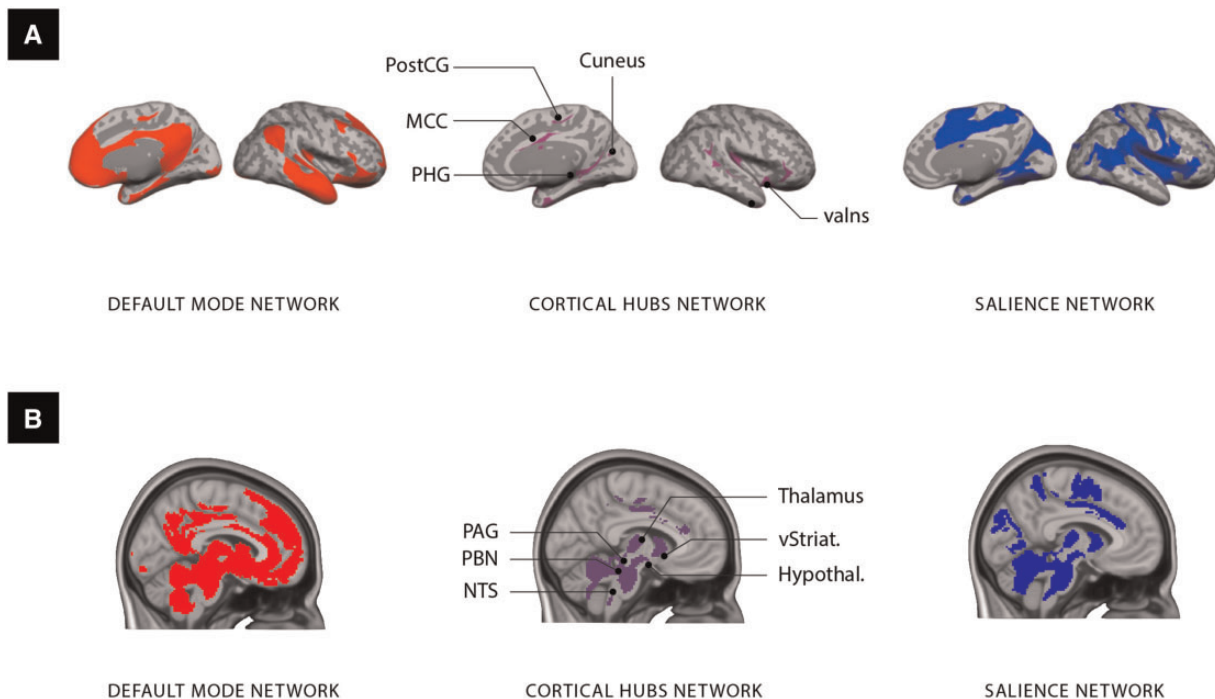 A
PostCG
Cuneus
MCC
PHG
vaIns
DEFAULT MODE NETWORK
CORTICAL HUBS NETWORK
SALIENCE NETWORK
B
Thalamus
PAG
vStriat.
PBN
Hypothal.
NTS
DEFAULT MODE NETWORK
CORTICAL HUBS NETWORK
SALIENCE NETWORK